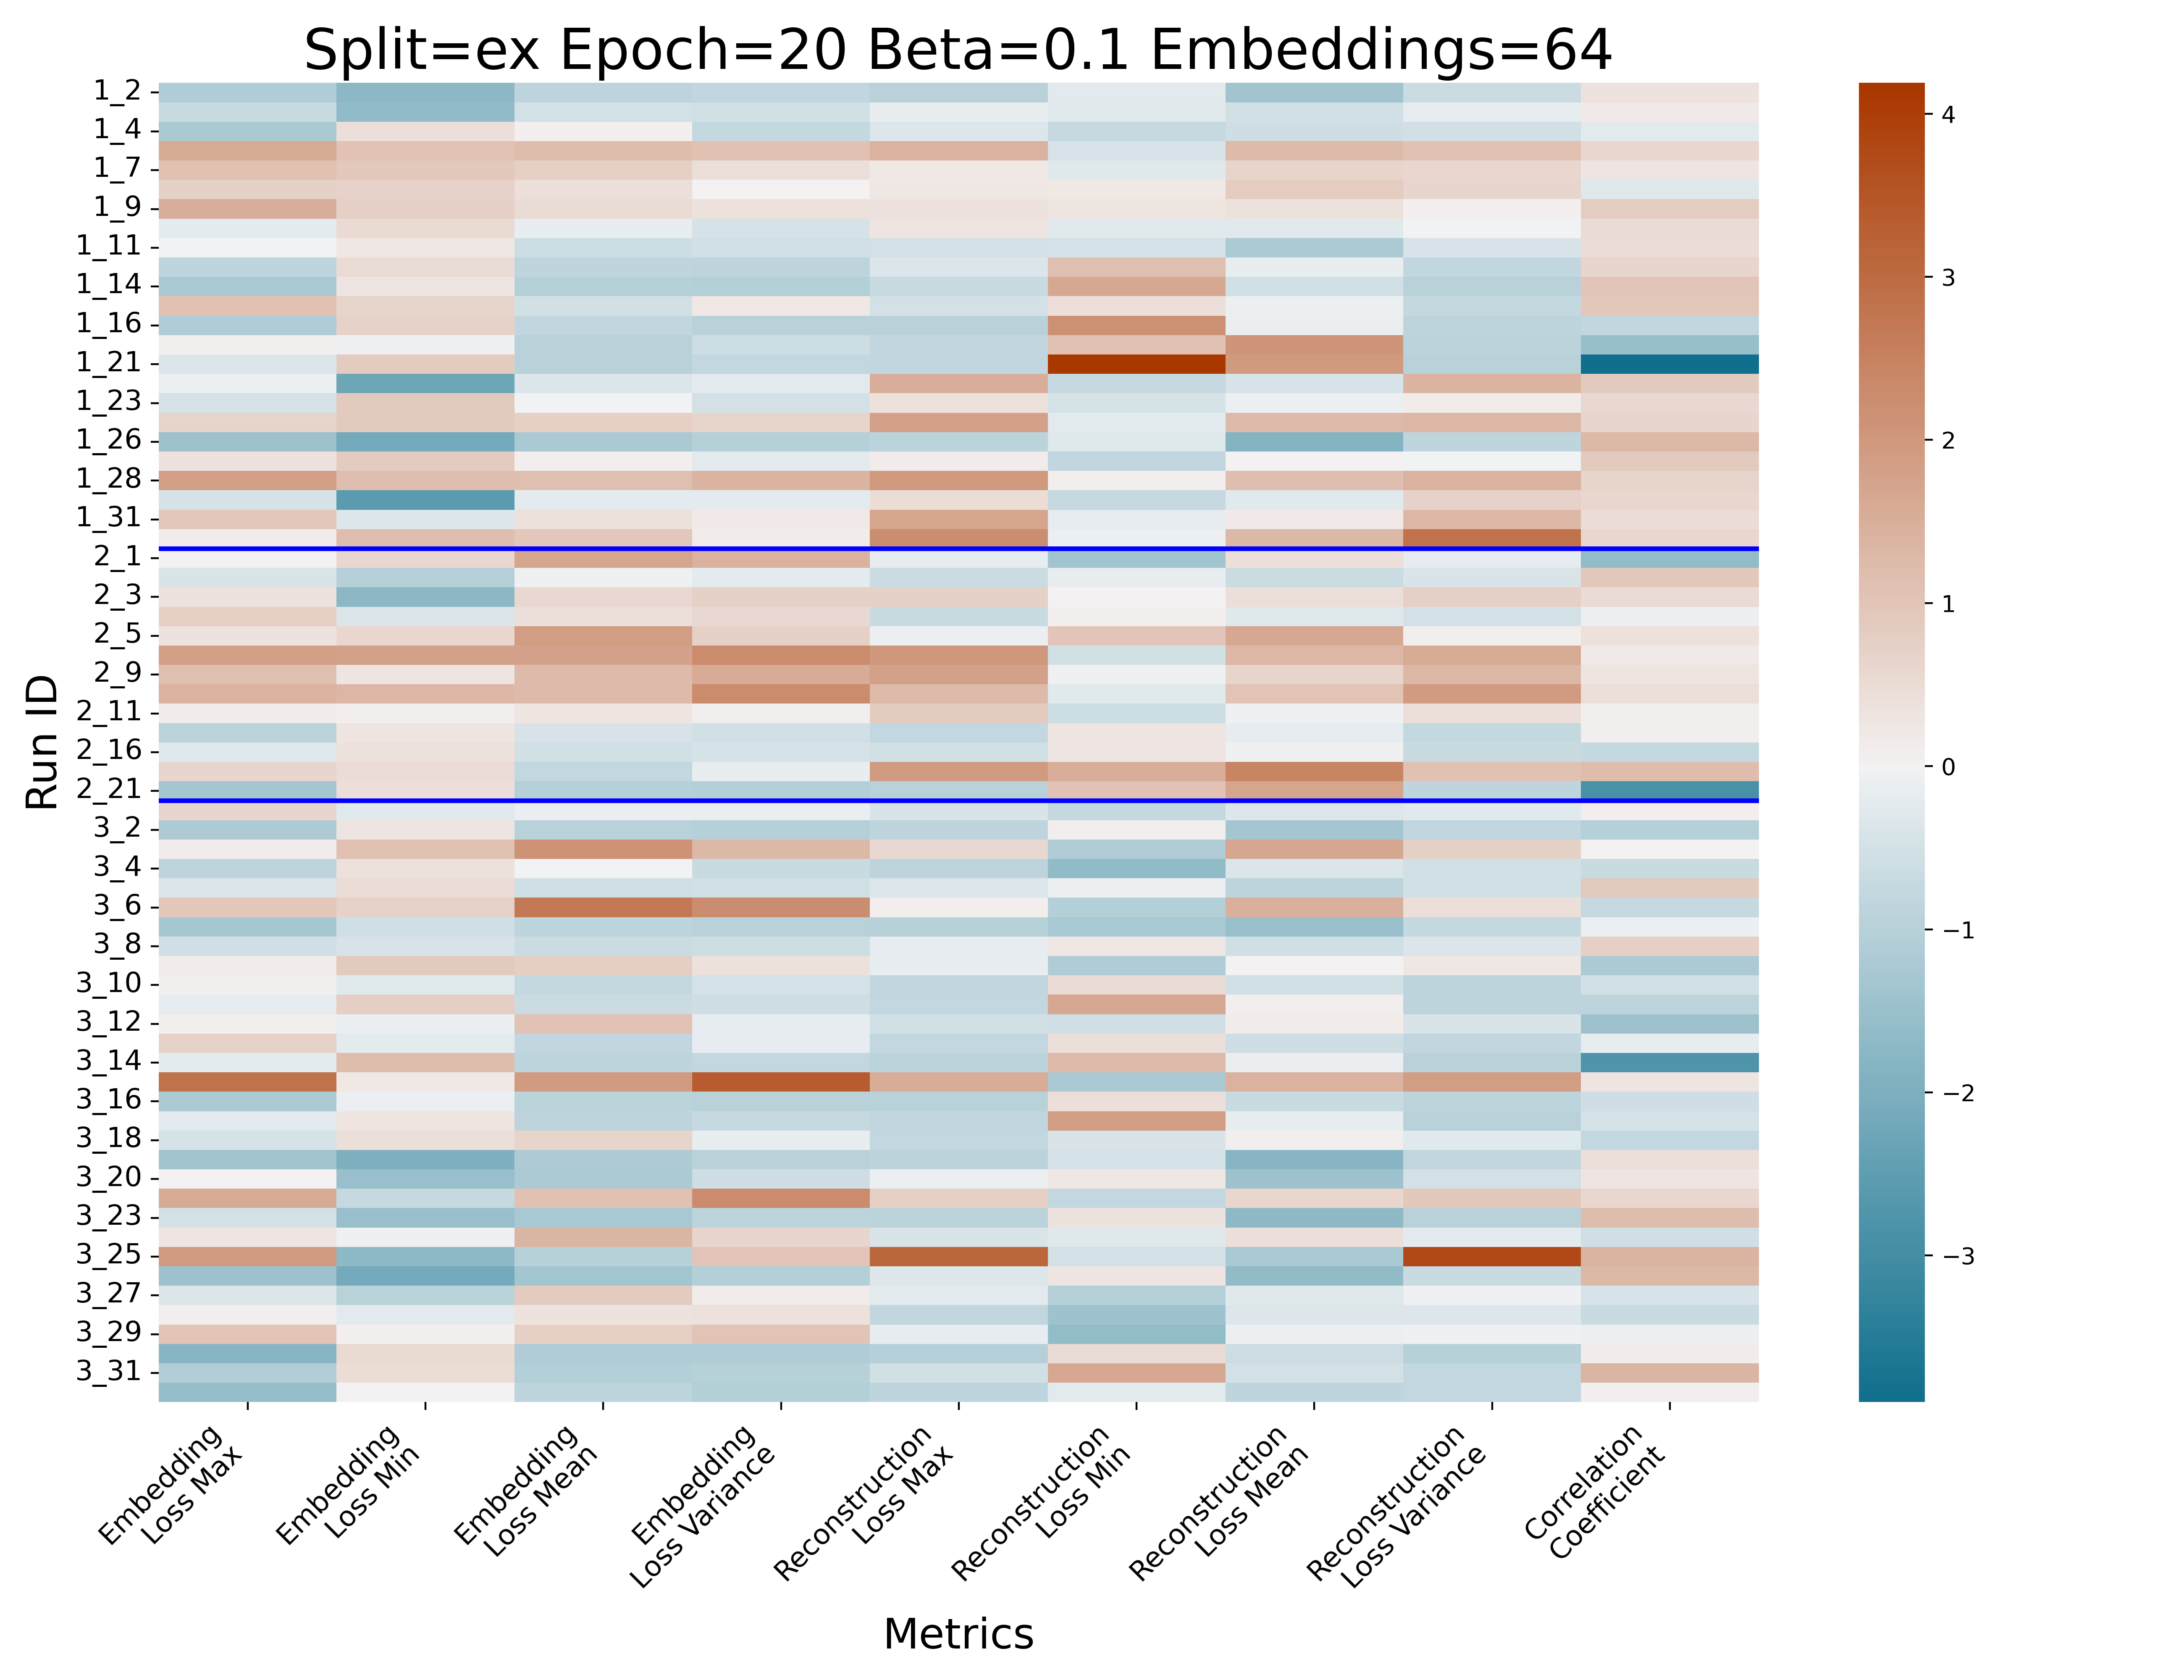 Split=ex Epoch=20 Beta=0.1 Embeddings=64
1_2
1_4
1_7
1_9
1_11
1_14
1_16
1_21
1_23
1_26
1_28
1_31
2_1
2_3
2_5
2_9
2_11
2_16
2_21
3_2
3_4
3_6
3_8
3_10
3_12
3_14
3_16
3_18
3_20
3_23
3_25
3_27
3_29
3_31
Run ID
Embedding
Loss Max
Embedding
Loss Min
Embedding
Loss Mean
Embedding
Loss Variance
Reconstruction
Loss Max
Reconstruction
Loss Min
Reconstruction
Loss Mean
Reconstruction
Loss Variance
Correlation
Coefficient
Metrics
4
3
2
1
0
−1
−2
−3